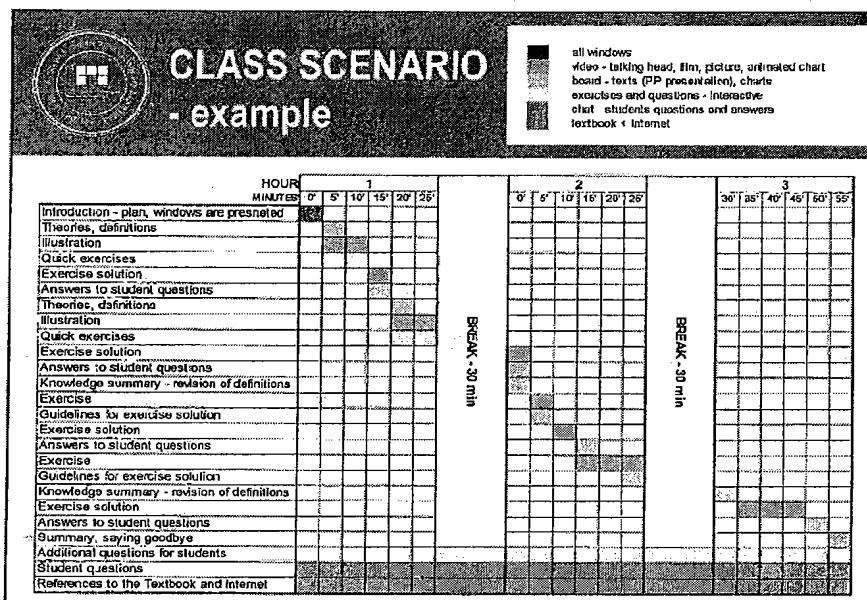 CLASS SCENARIO
- example
all windows
video - talking head, film, picture, animated chart
board - texts (PP presentation), charts
exercises and questions - interactive
chat students questions and answers
textbook + Internet
HOUR 1 2 3
MINUTES 0' 5' 10' 15' 20' 25' 0' 5' 10' 15' 20' 25' 30' 35' 40' 45' 50' 55'
Introduction - plan, windows are presneted
Theories, definitions
Illustration
Quick exercises
Exercise solution
Answers to student questions
Theories, definitions
Illustration
Quick exercises
Exercise solution
Answers to student questions
Knowledge summary - revision of definitions
Exercise
Guidelines for exercise solution
Exercise solution
Answers to student questions
Exercise
Guidelines for exercise solution
Knowledge summary - revision of definitions
Exercise solution
Answers to student questions
Summary, saying goodbye
Additional questions for students
Student questions
References to the Textbook and Internet
BREAK - 30 min
BREAK - 30 min